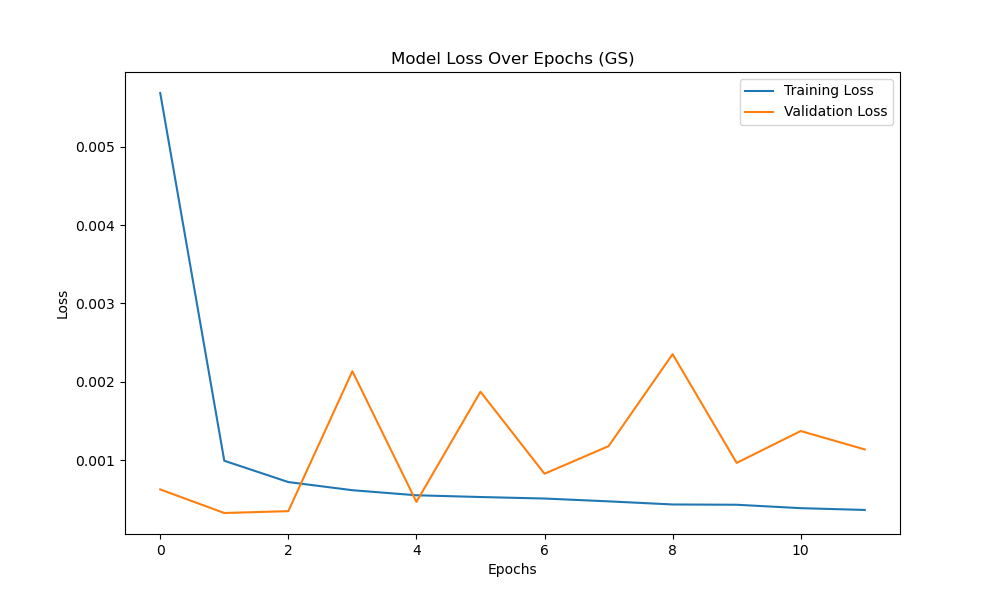 Model Loss Over Epochs (GS)
Training Loss
Validation Loss
0.005
0.004
0.003
0.002
0.001
Loss
0 2 4 6 8 10
Epochs